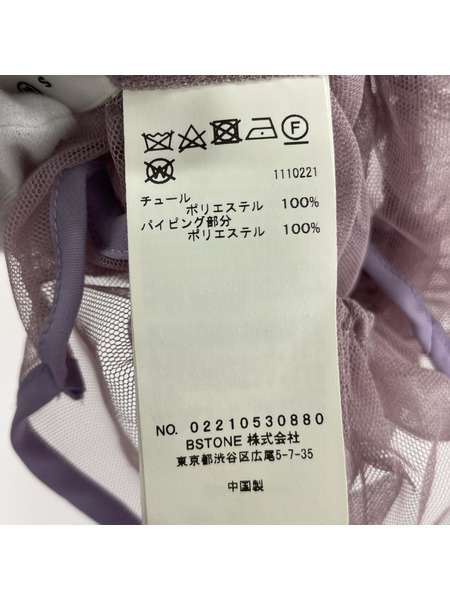 S
F
W
1110221
チュール
ポリエステル 100%
パイピング部分
ポリエステル 100%
NO. 02210530880
BSTONE 株式会社
東京都渋谷区広尾5-7-35
中国製